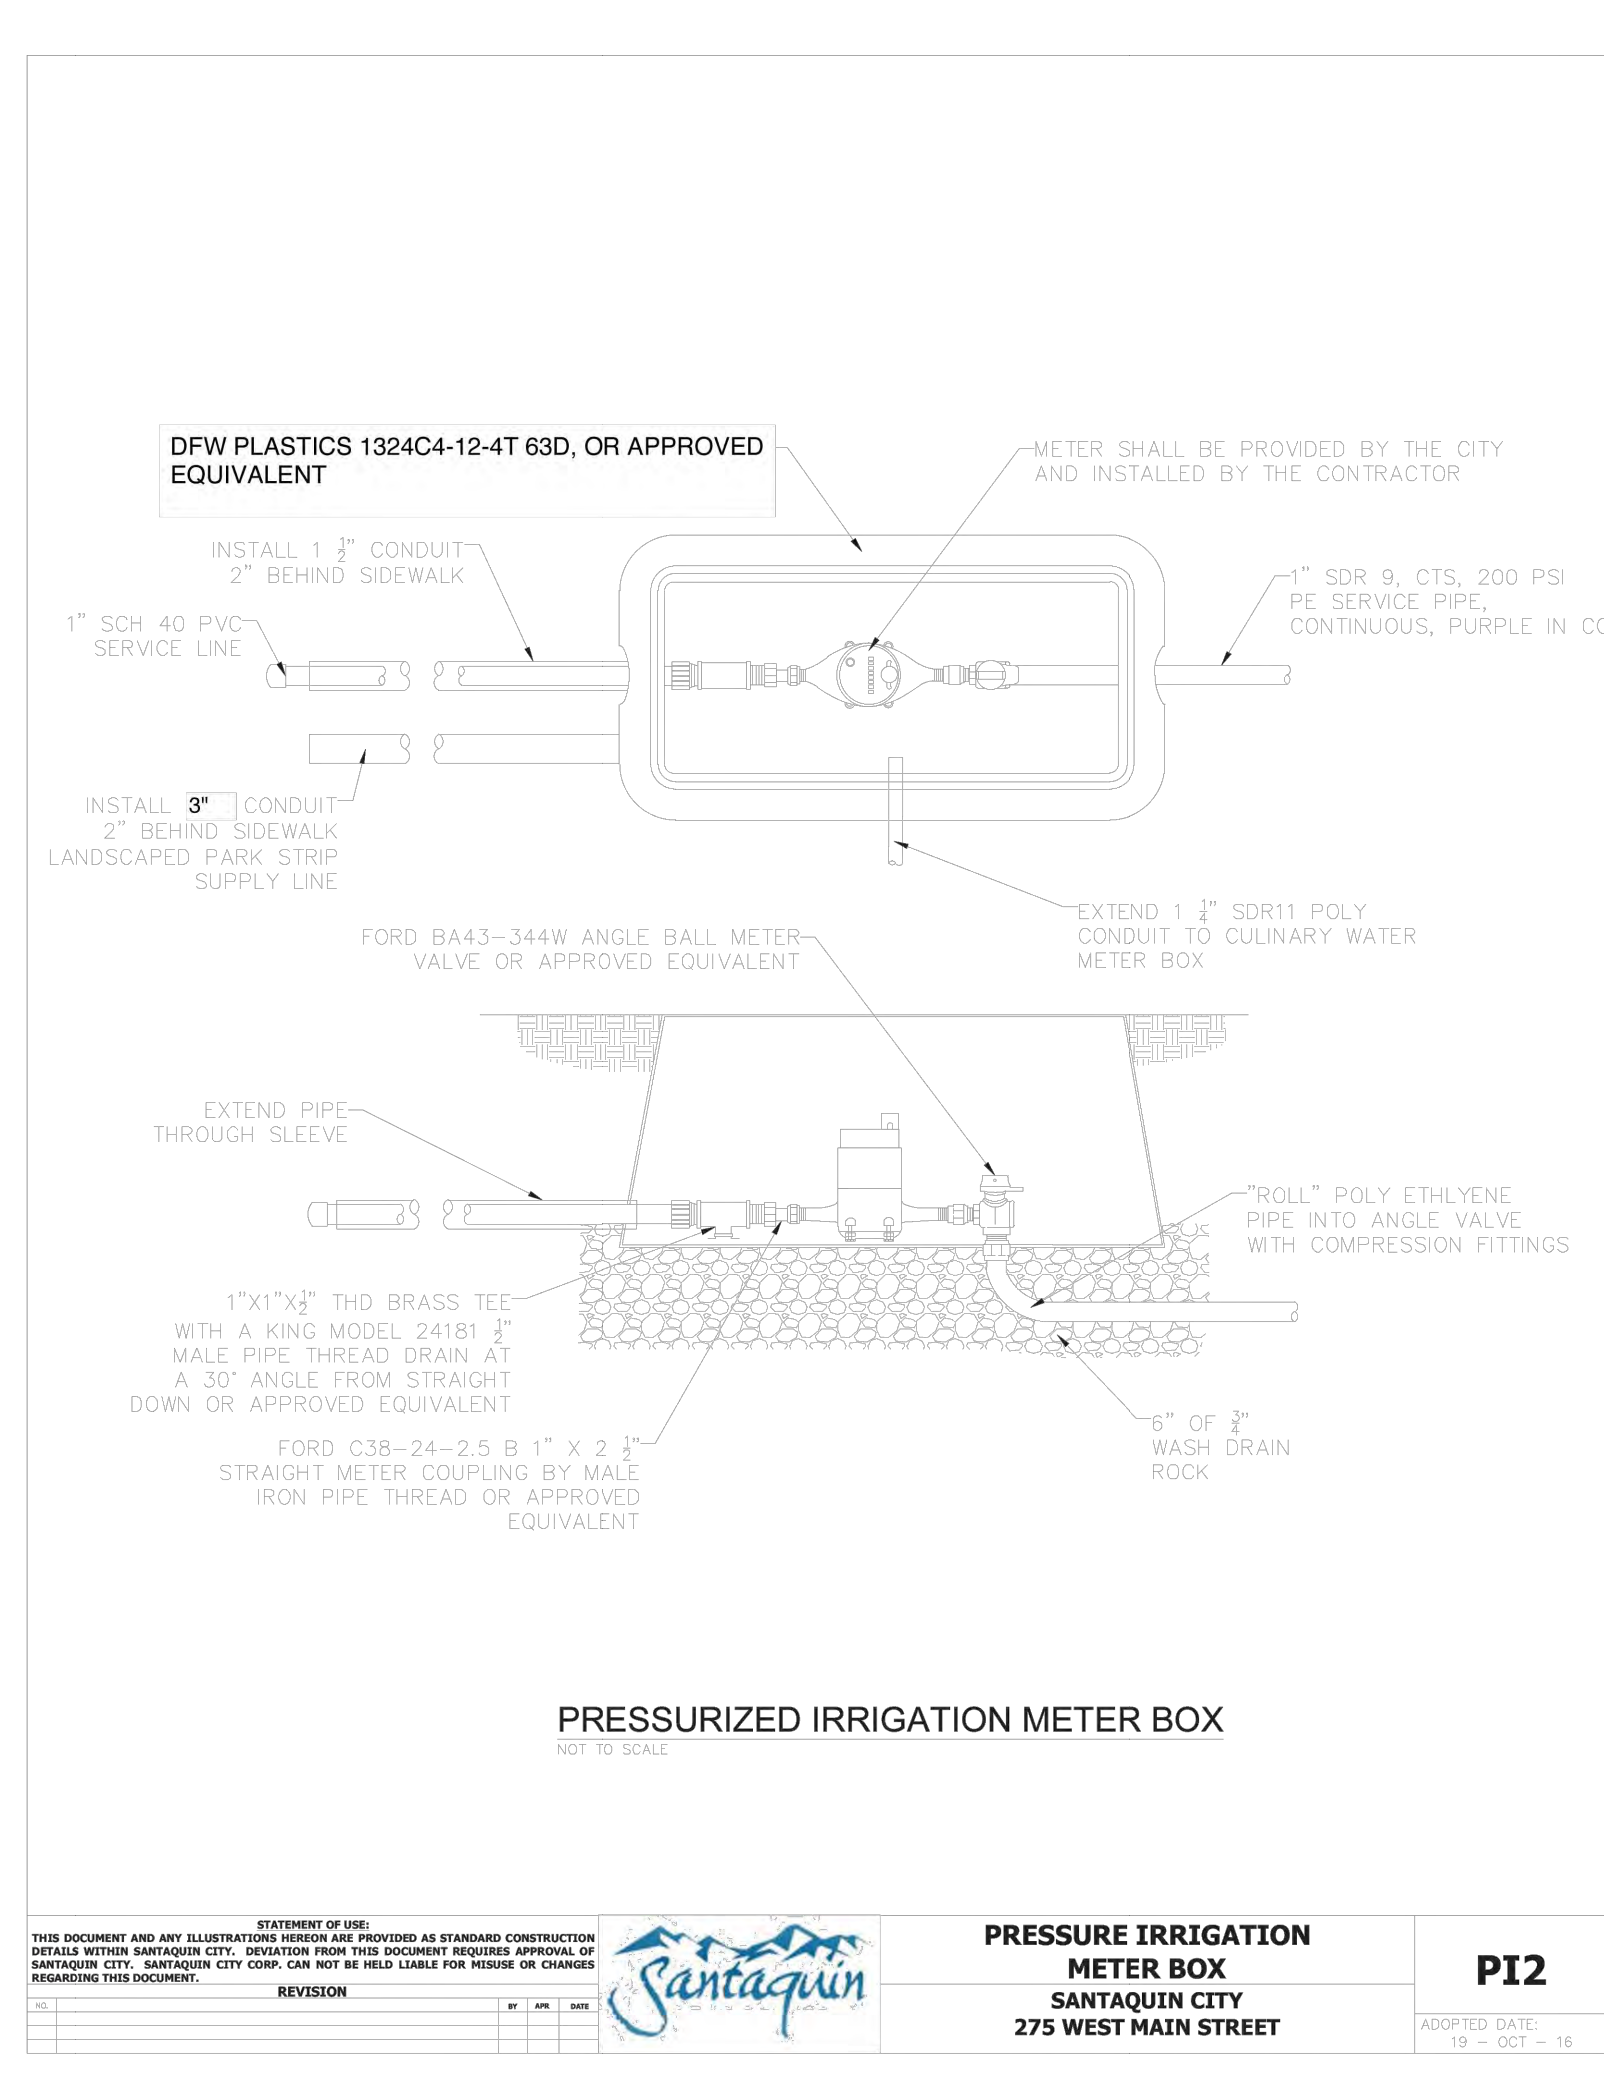 DFW PLASTICS 1324C4-12-4T 63D, OR APPROVED
EQUIVALENT
METER SHALL BE PROVIDED BY THE CITY
AND INSTALLED BY THE CONTRACTOR
INSTALL 1 1/2" CONDUIT
2" BEHIND SIDEWALK
1" SDR 9, CTS, 200 PSI
PE SERVICE PIPE,
CONTINUOUS, PURPLE IN CO
1" SCH 40 PVC
SERVICE LINE
INSTALL 3" CONDUIT
2" BEHIND SIDEWALK
LANDSCAPED PARK STRIP
SUPPLY LINE
EXTEND 1 1/4" SDR11 POLY
CONDUIT TO CULINARY WATER
METER BOX
FORD BA43-344W ANGLE BALL METER
VALVE OR APPROVED EQUIVALENT
EXTEND PIPE
THROUGH SLEEVE
"ROLL" POLY ETHLYENE
PIPE INTO ANGLE VALVE
WITH COMPRESSION FITTINGS
1"X1"X1/2" THD BRASS TEE
WITH A KING MODEL 24181 1/2"
MALE PIPE THREAD DRAIN AT
A 30° ANGLE FROM STRAIGHT
DOWN OR APPROVED EQUIVALENT
6" OF 3/4"
WASH DRAIN
ROCK
FORD C38-24-2.5 B 1" X 2 1/2"
STRAIGHT METER COUPLING BY MALE
IRON PIPE THREAD OR APPROVED
EQUIVALENT
PRESSURIZED IRRIGATION METER BOX
NOT TO SCALE
STATEMENT OF USE:
THIS DOCUMENT AND ANY ILLUSTRATIONS HEREON ARE PROVIDED AS STANDARD CONSTRUCTION
DETAILS WITHIN SANTAQUIN CITY. DEVIATION FROM THIS DOCUMENT REQUIRES APPROVAL OF
SANTAQUIN CITY. SANTAQUIN CITY CORP. CAN NOT BE HELD LIABLE FOR MISUSE OR CHANGES
REGARDING THIS DOCUMENT.
REVISION
NO. BY APR DATE
Santaquin
PRESSURE IRRIGATION
METER BOX
SANTAQUIN CITY
275 WEST MAIN STREET
PI2
ADOPTED DATE:
19 - OCT - 16